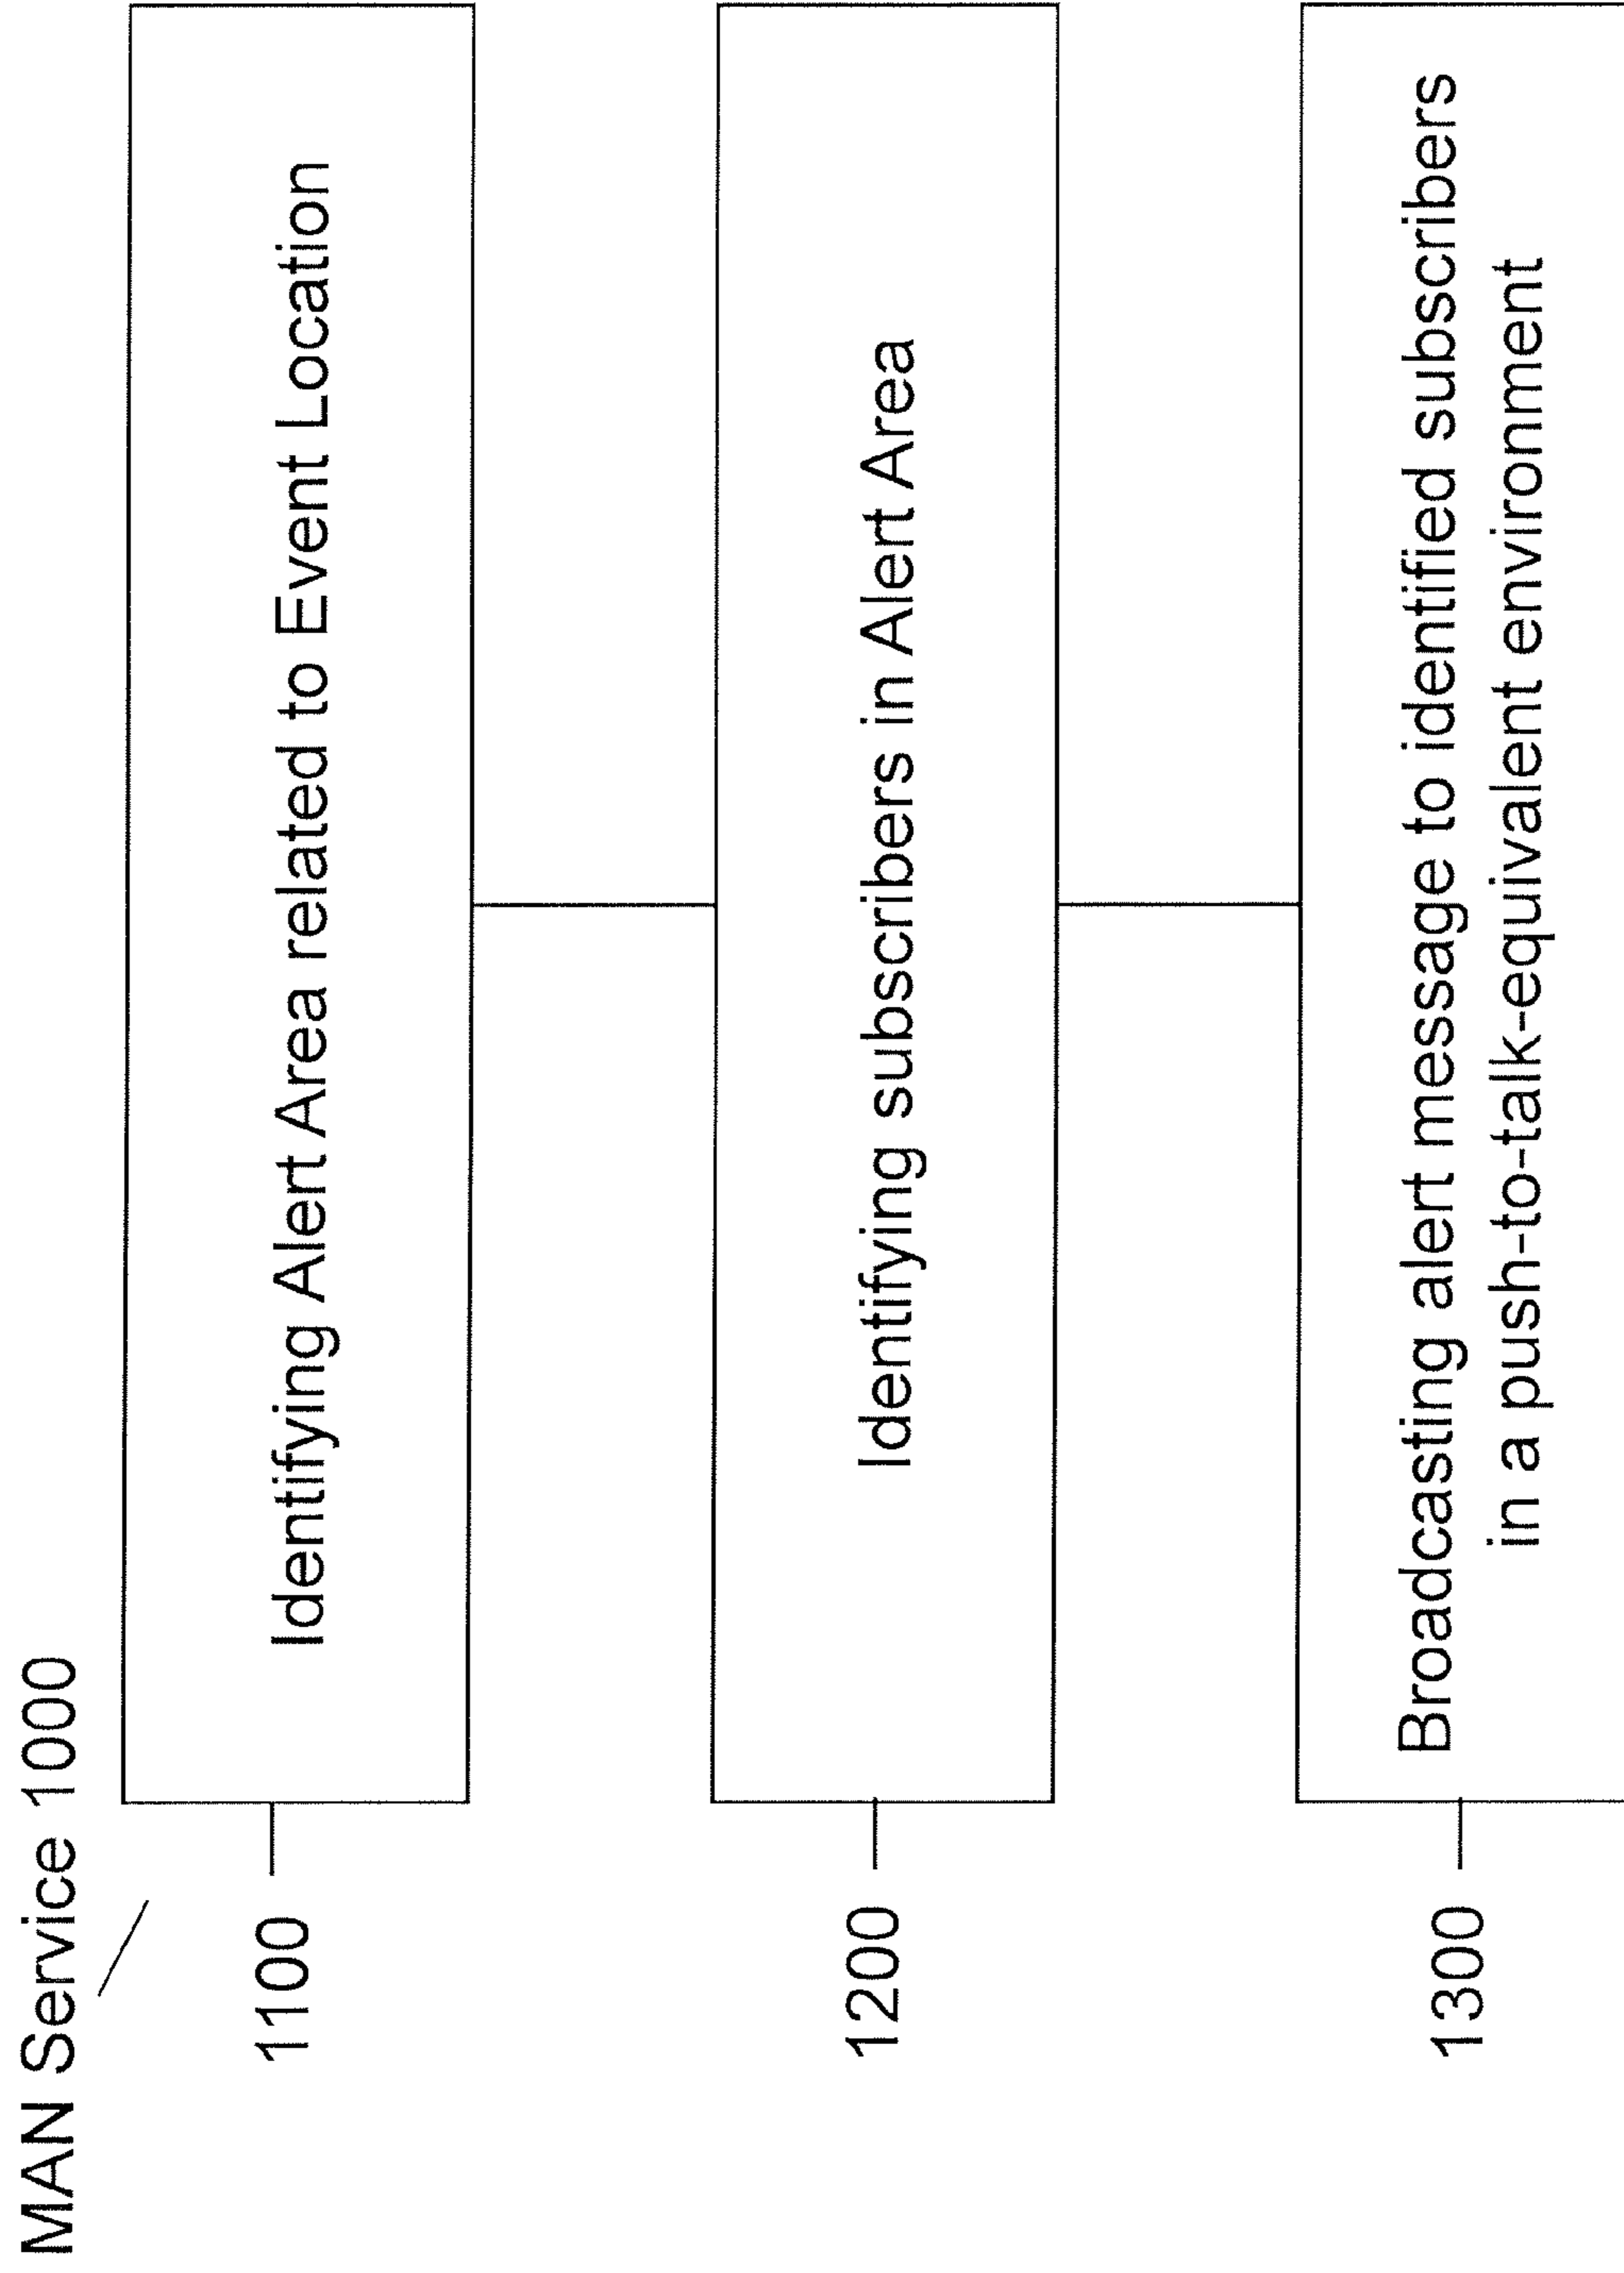 MAN Service 1000
1100
Identifying Alert Area related to Event Location
1200
Identifying subscribers in Alert Area
1300
Broadcasting alert message to identified subscribers
in a push-to-talk-equivalent environment